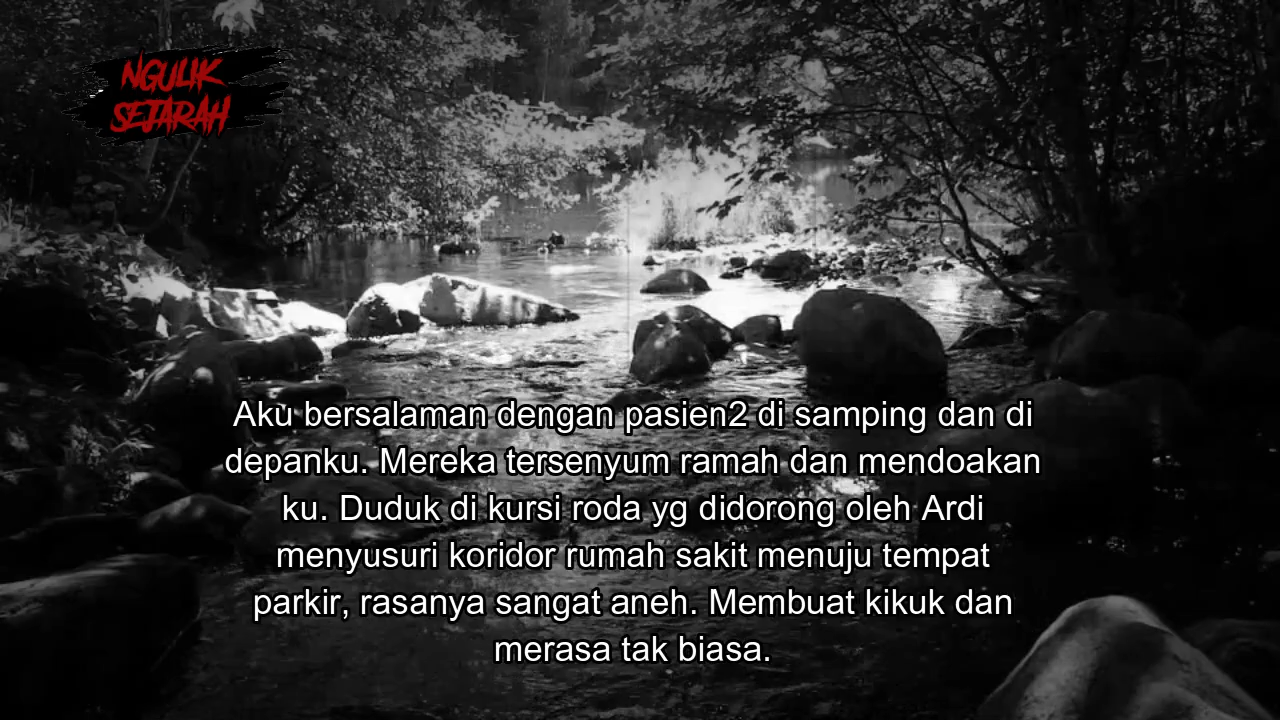 NGULIK
SEJARAH
Aku bersalaman dengan pasien2 di samping dan di
depanku. Mereka tersenyum ramah dan mendoakan
ku. Duduk di kursi roda yg didorong oleh Ardi
menyusuri koridor rumah sakit menuju tempat
parkir, rasanya sangat aneh. Membuat kikuk dan
merasa tak biasa.